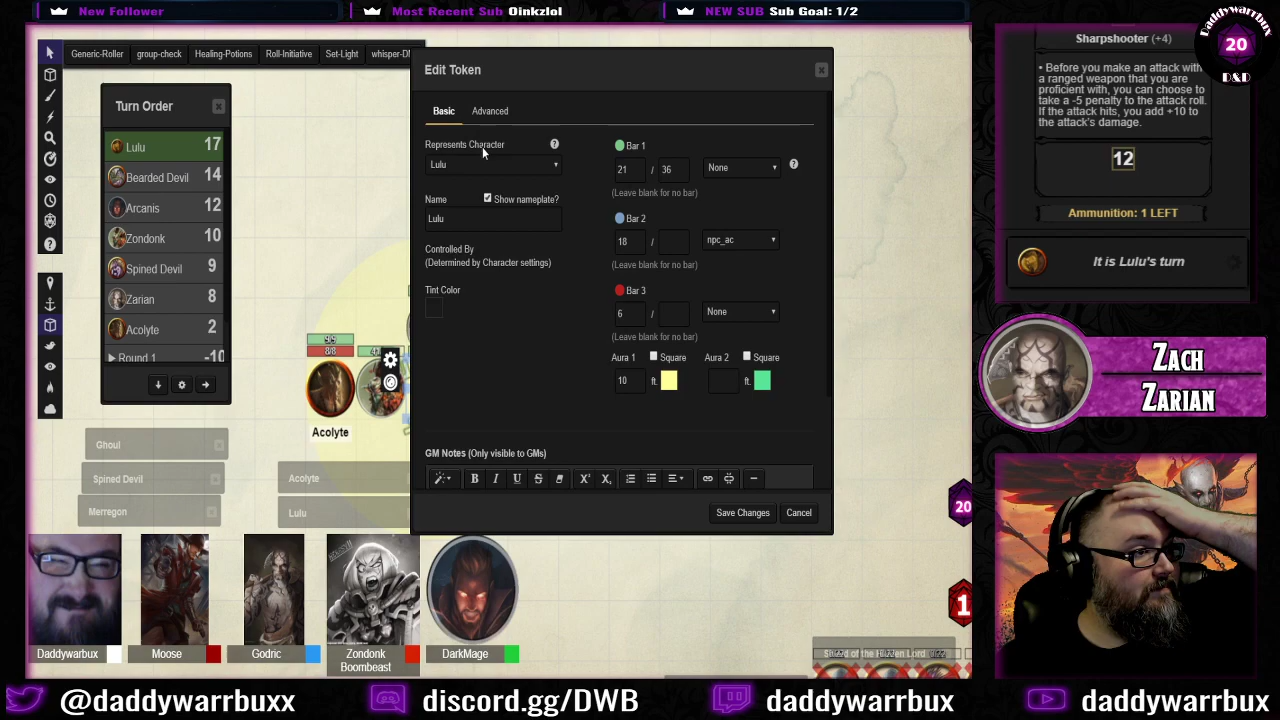 New Follower
Most Recent Sub Oinkzlol
NEW SUB Sub Goal: 1/2
Daddywarrbux
20
D&D
Generic-Roller
group-check
Healing-Potions
Roll-Initiative
Set-Light
Turn Order
Lulu 17
Bearded Devil 14
Arcanis 12
Zondonk 10
Spined Devil 9
Zarian 8
Acolyte 2
Round 1 -10
Edit Token
Basic
Advanced
Represents Character
Lulu
Name
Show nameplate?
Lulu
Controlled By
(Determined by Character settings)
Tint Color
Bar 1
21 / 36 None
(Leave blank for no bar)
Bar 2
18 / npc_ac
(Leave blank for no bar)
Bar 3
6 / None
(Leave blank for no bar)
Aura 1 Square Aura 2 Square
10 ft. ft.
GM Notes (Only visible to GMs)
Save Changes
Cancel
9/9
8/8
Acolyte
Ghoul
Spined Devil
Merregon
Acolyte
Lulu
Daddywarbux
Moose
Godric
Zondonk
Boombeast
DarkMage
Sharpshooter (+4)
• Before you make an attack with
a ranged weapon that you are
proficient with, you can choose to
take a -5 penalty to the attack roll.
If the attack hits, you add +10 to
the attack's damage.
12
Ammunition: 1 LEFT
It is Lulu's turn
Zach
Zarian
20
1
@daddywarrbuxx
discord.gg/DWB
daddywarrbux
daddywarrbux